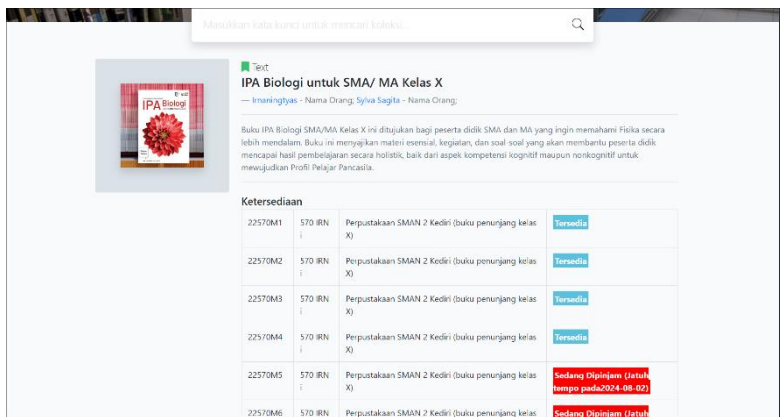 Masukkan kata kunci untuk mencari koleksi...
Text
IPA Biologi untuk SMA/ MA Kelas X
— Irnaningtyas - Nama Orang; Sylva Sagita - Nama Orang;
IPA Biologi
Buku IPA Biologi SMA/MA Kelas X ini ditujukan bagi peserta didik SMA dan MA yang ingin memahami Fisika secara
lebih mendalam. Buku ini menyajikan materi esensial, kegiatan, dan soal-soal yang akan membantu peserta didik
mencapai hasil pembelajaran secara holistik, baik dari aspek kompetensi kognitif maupun nonkognitif untuk
mewujudkan Profil Pelajar Pancasila.
Ketersediaan
22570M1 570 IRN Perpustakaan SMAN 2 Kediri (buku penunjang kelas Tersedia
i X)
22570M2 570 IRN Perpustakaan SMAN 2 Kediri (buku penunjang kelas Tersedia
i X)
22570M3 570 IRN Perpustakaan SMAN 2 Kediri (buku penunjang kelas Tersedia
i X)
22570M4 570 IRN Perpustakaan SMAN 2 Kediri (buku penunjang kelas Tersedia
i X)
22570M5 570 IRN Perpustakaan SMAN 2 Kediri (buku penunjang kelas Sedang Dipinjam (Jatuh
i X) tempo pada2024-08-02)
22570M6 570 IRN Perpustakaan SMAN 2 Kediri (buku penunjang kelas Sedang Dipinjam (Jatuh